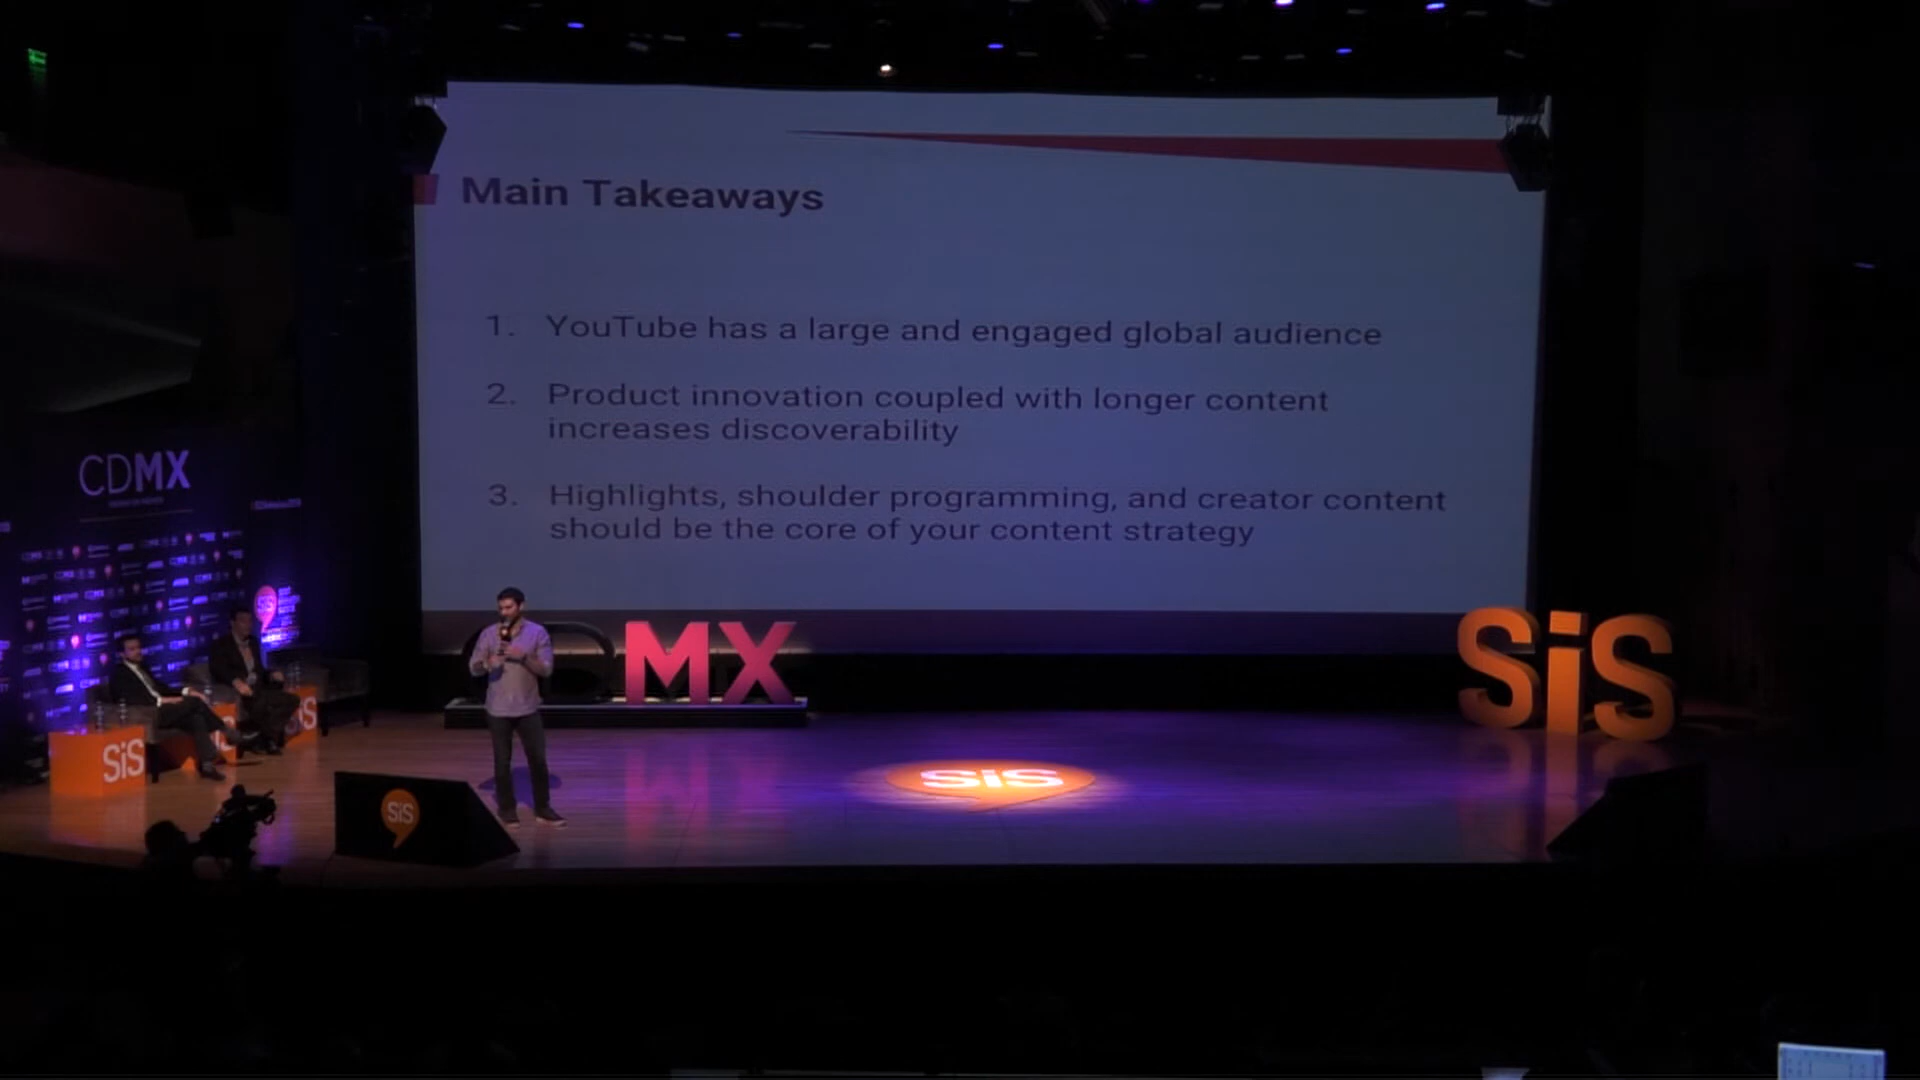 Main Takeaways
1. YouTube has a large and engaged global audience
2. Product innovation coupled with longer content
increases discoverability
3. Highlights, shoulder programming, and creator content
should be the core of your content strategy
CDMX
SiS
MX
SiS
SiS
SiS
SiS